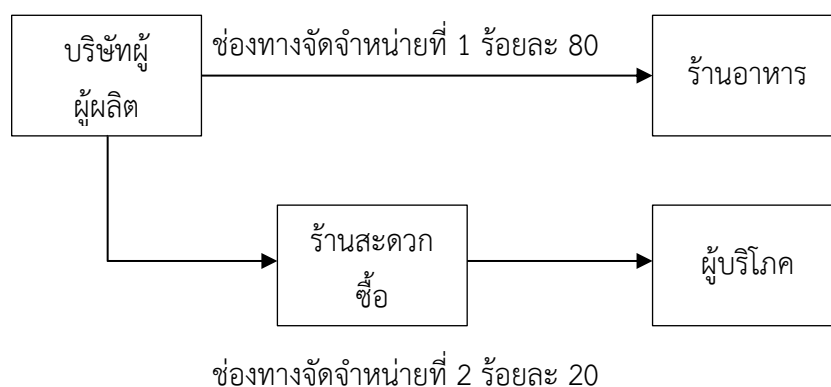 ช่องทางจัดจำหน่ายที่ 1 ร้อยละ 80
บริษัทผู้
ผู้ผลิต
ร้านอาหาร
ร้านสะดวก
ซื้อ
ผู้บริโภค
ช่องทางจัดจำหน่ายที่ 2 ร้อยละ 20